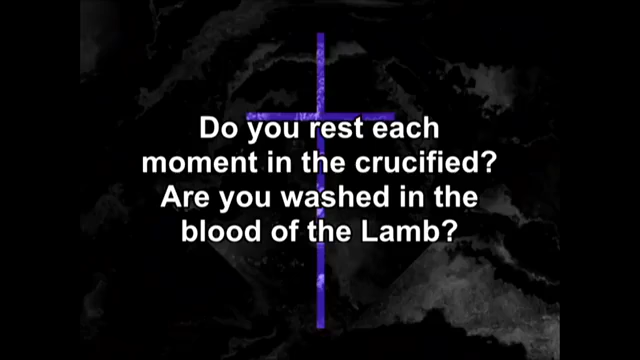 Do you rest each
moment in the crucified?
Are you washed in the
blood of the Lamb?